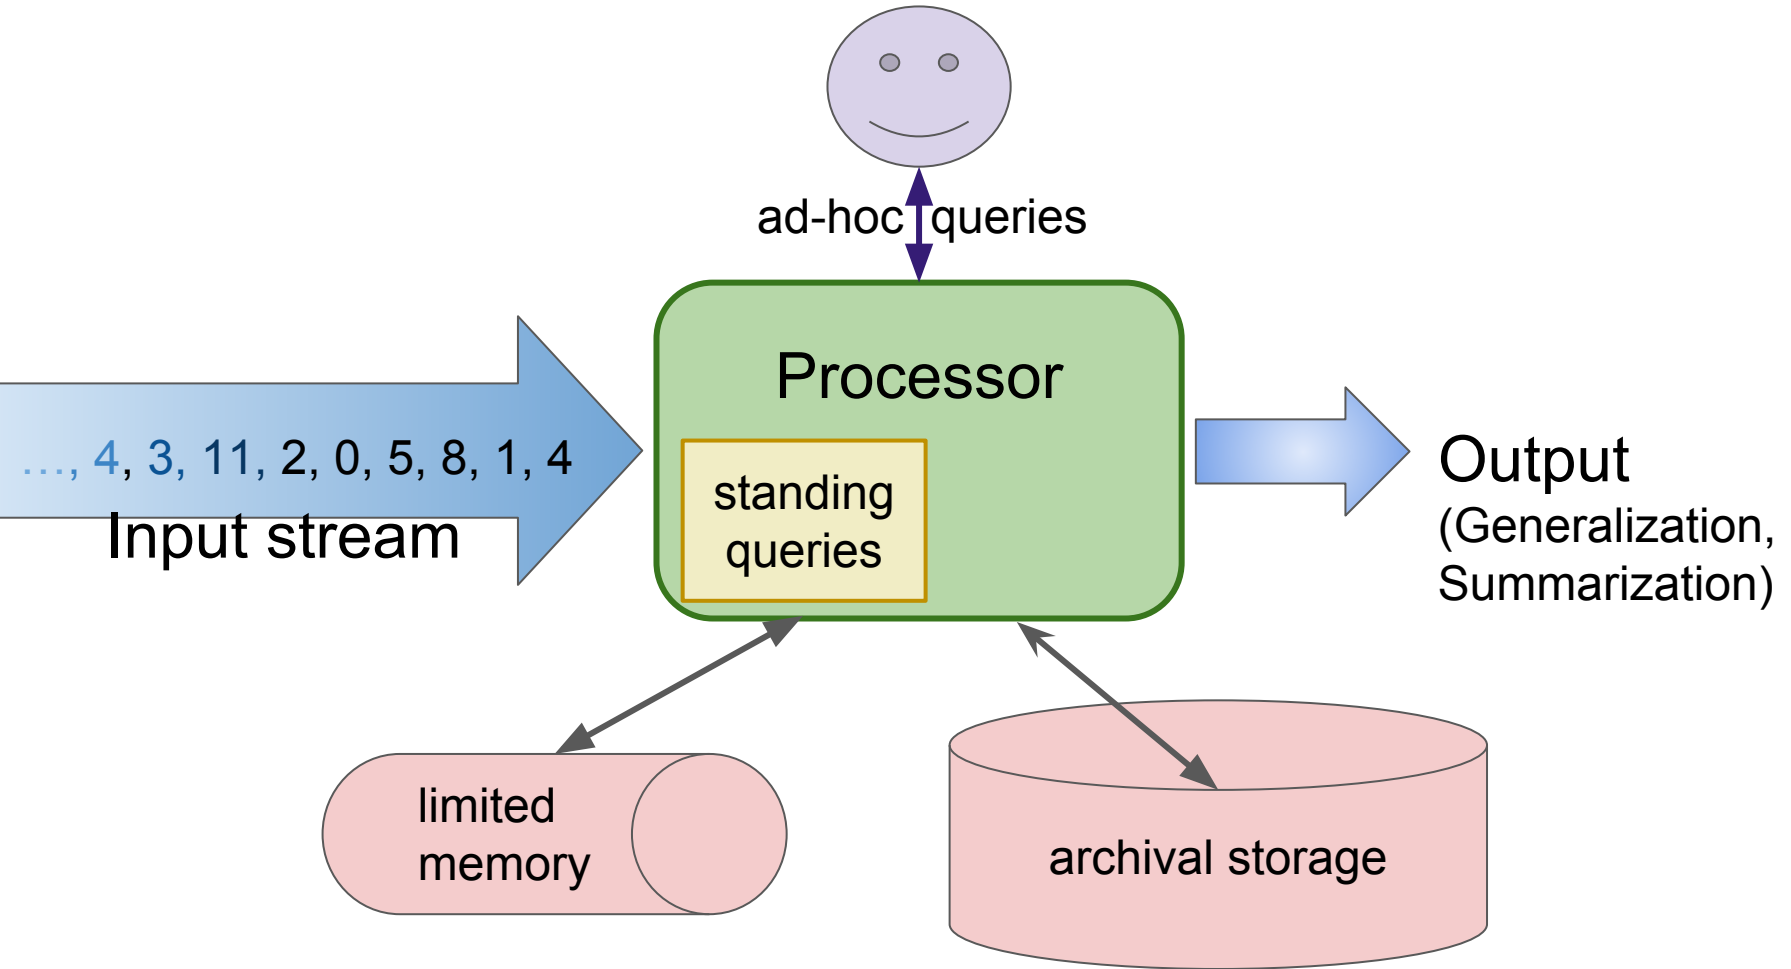 ad-hoc queries
Processor
…, 4, 3, 11, 2, 0, 5, 8, 1, 4
Input stream
standing
queries
Output
(Generalization,
Summarization)
limited
memory
archival storage